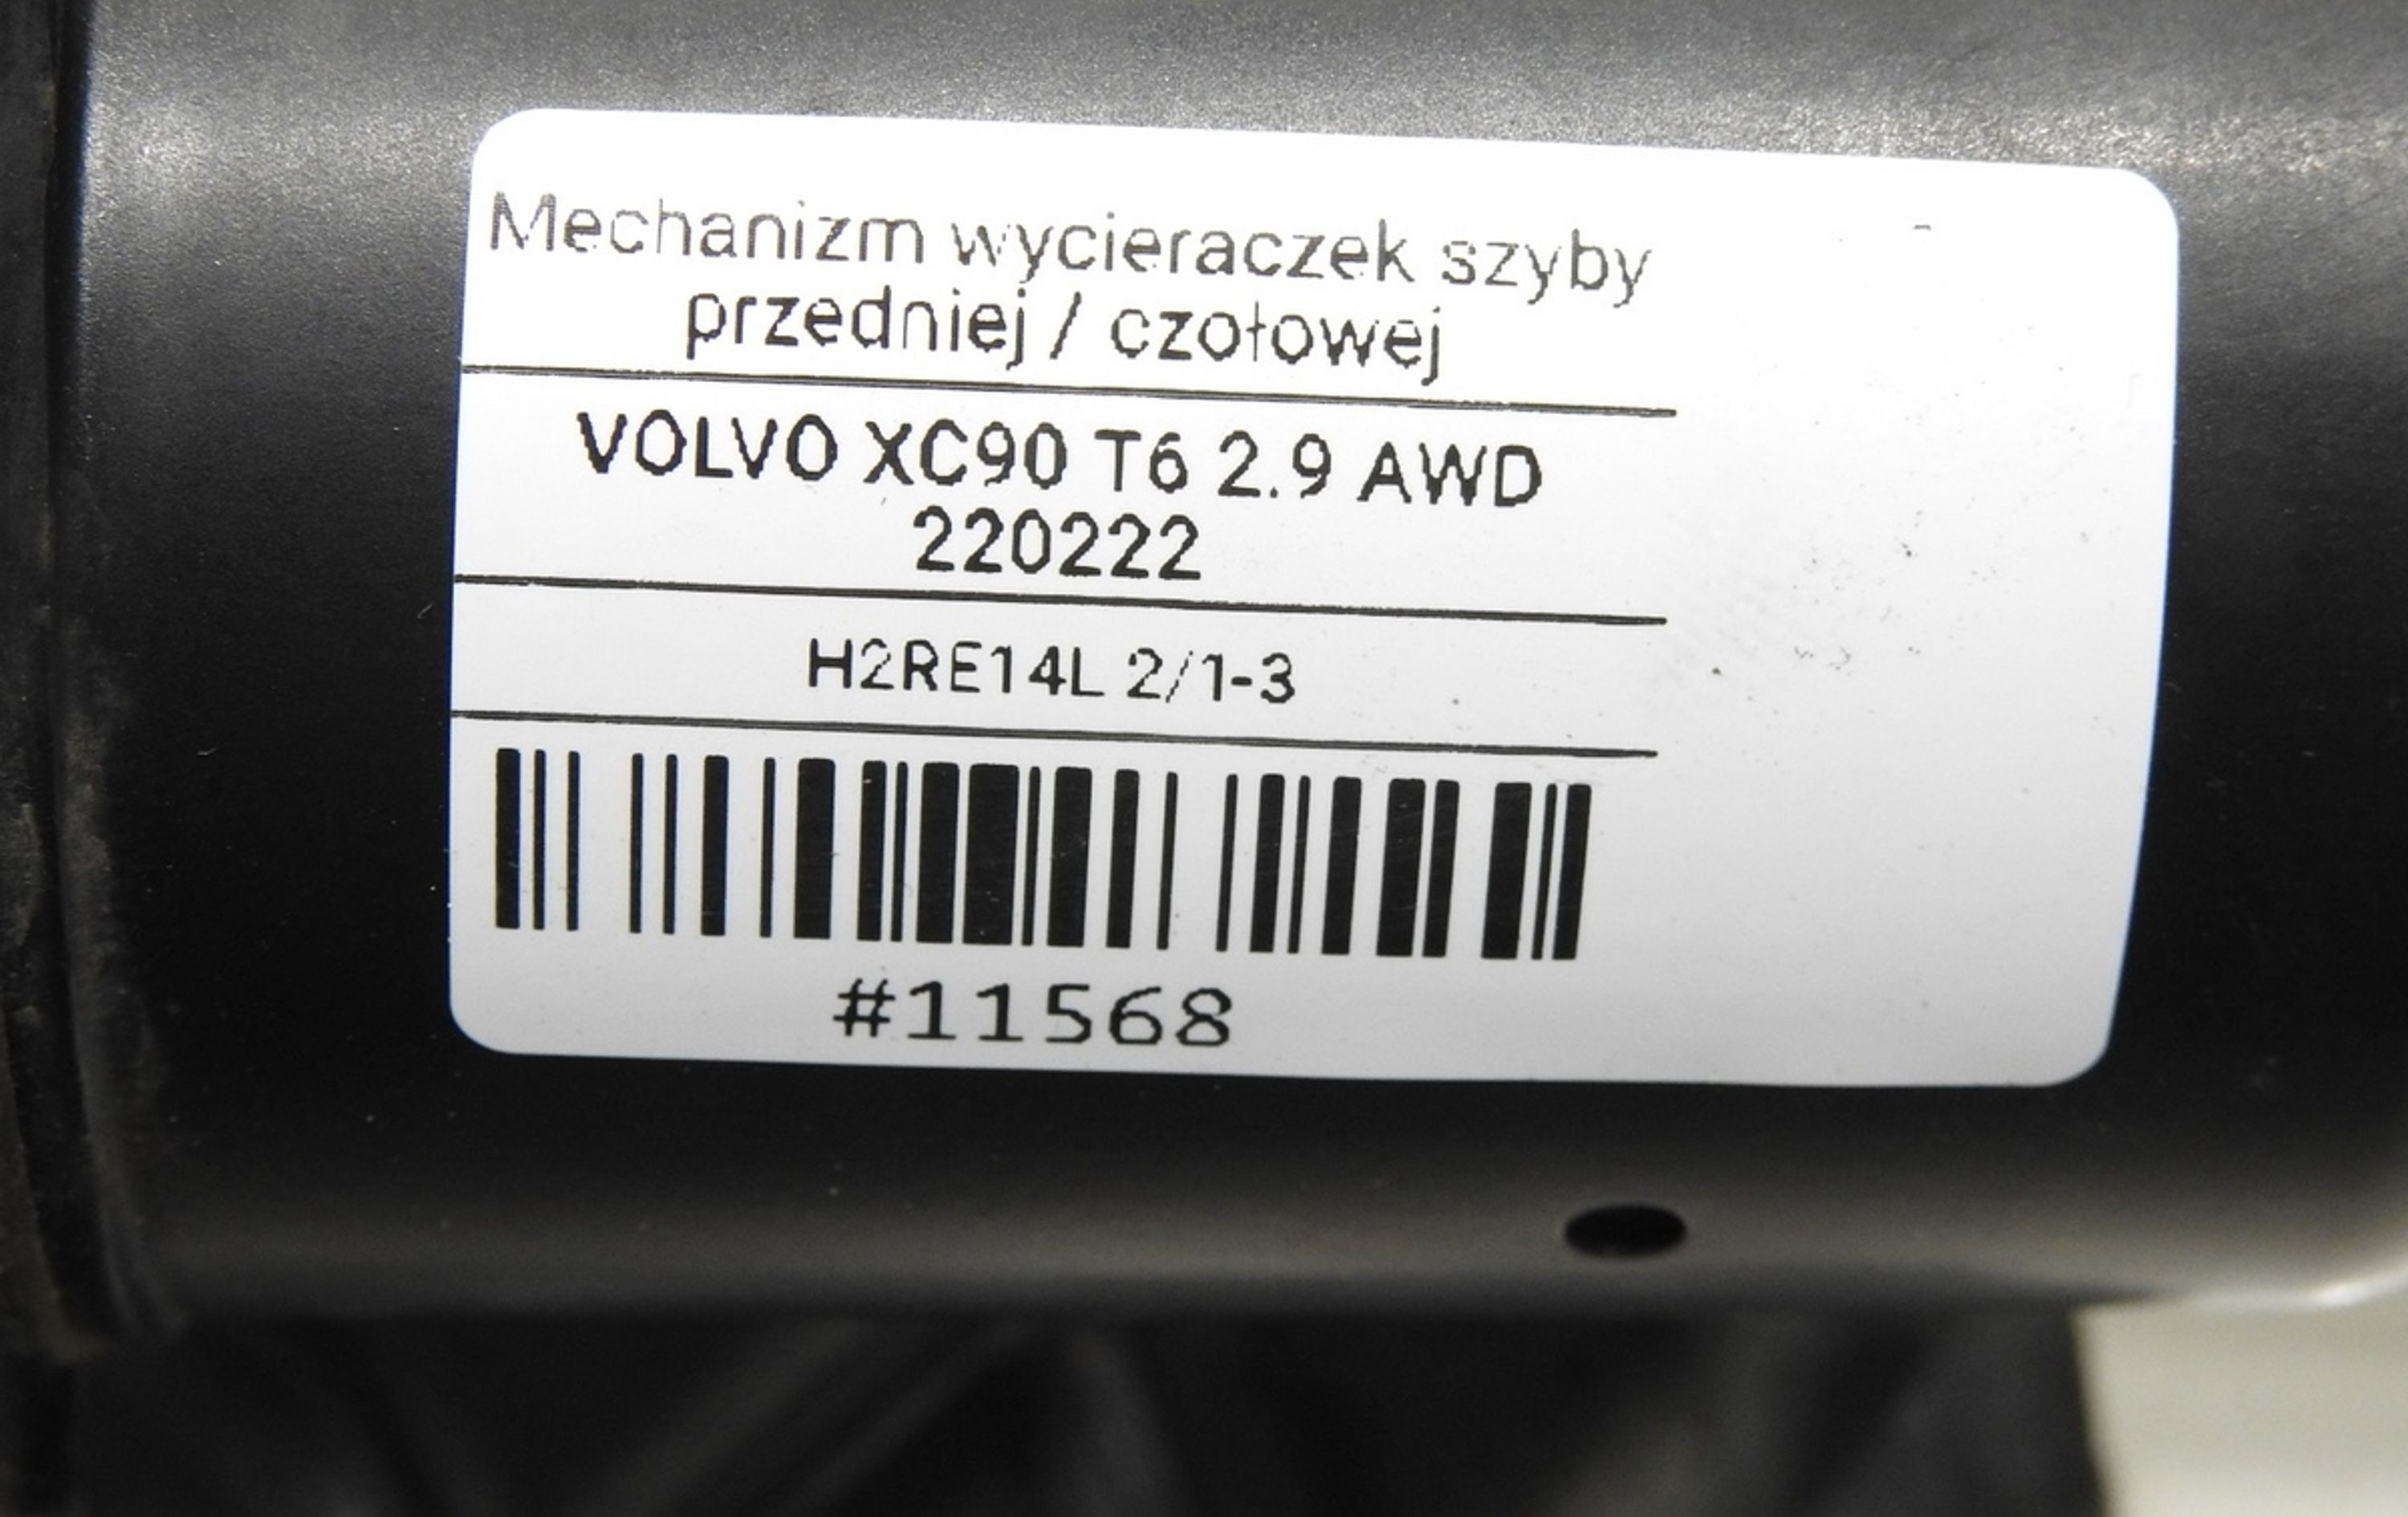 Mechanizm wycieraczek szyby
przedniej / czołowej
VOLVO XC90 T6 2.9 AWD
220222
H2RE14L 2/1-3
#11568